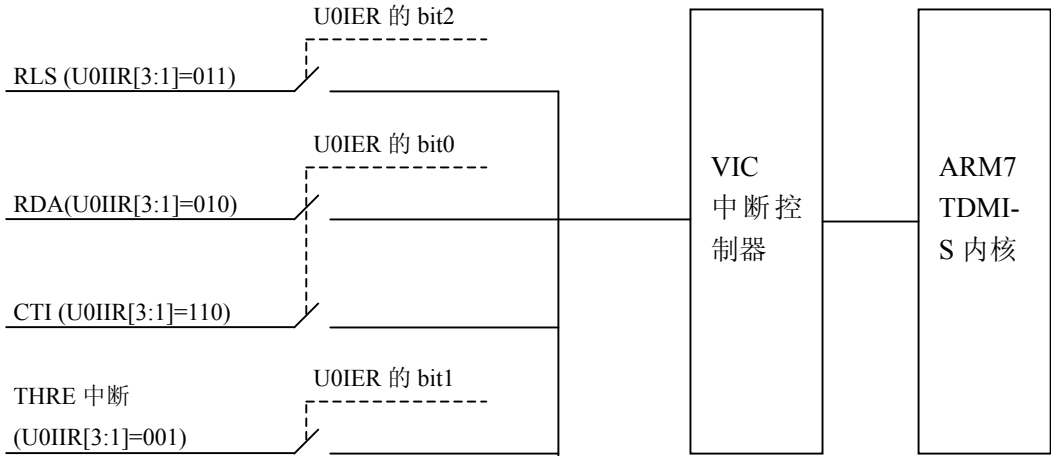 U0IER 的 bit2
RLS (U0IIR[3:1]=011)
U0IER 的 bit0
RDA(U0IIR[3:1]=010)
CTI (U0IIR[3:1]=110)
U0IER 的 bit1
THRE 中断
(U0IIR[3:1]=001)
VIC
中断控
制器
ARM7
TDMI-
S 内核